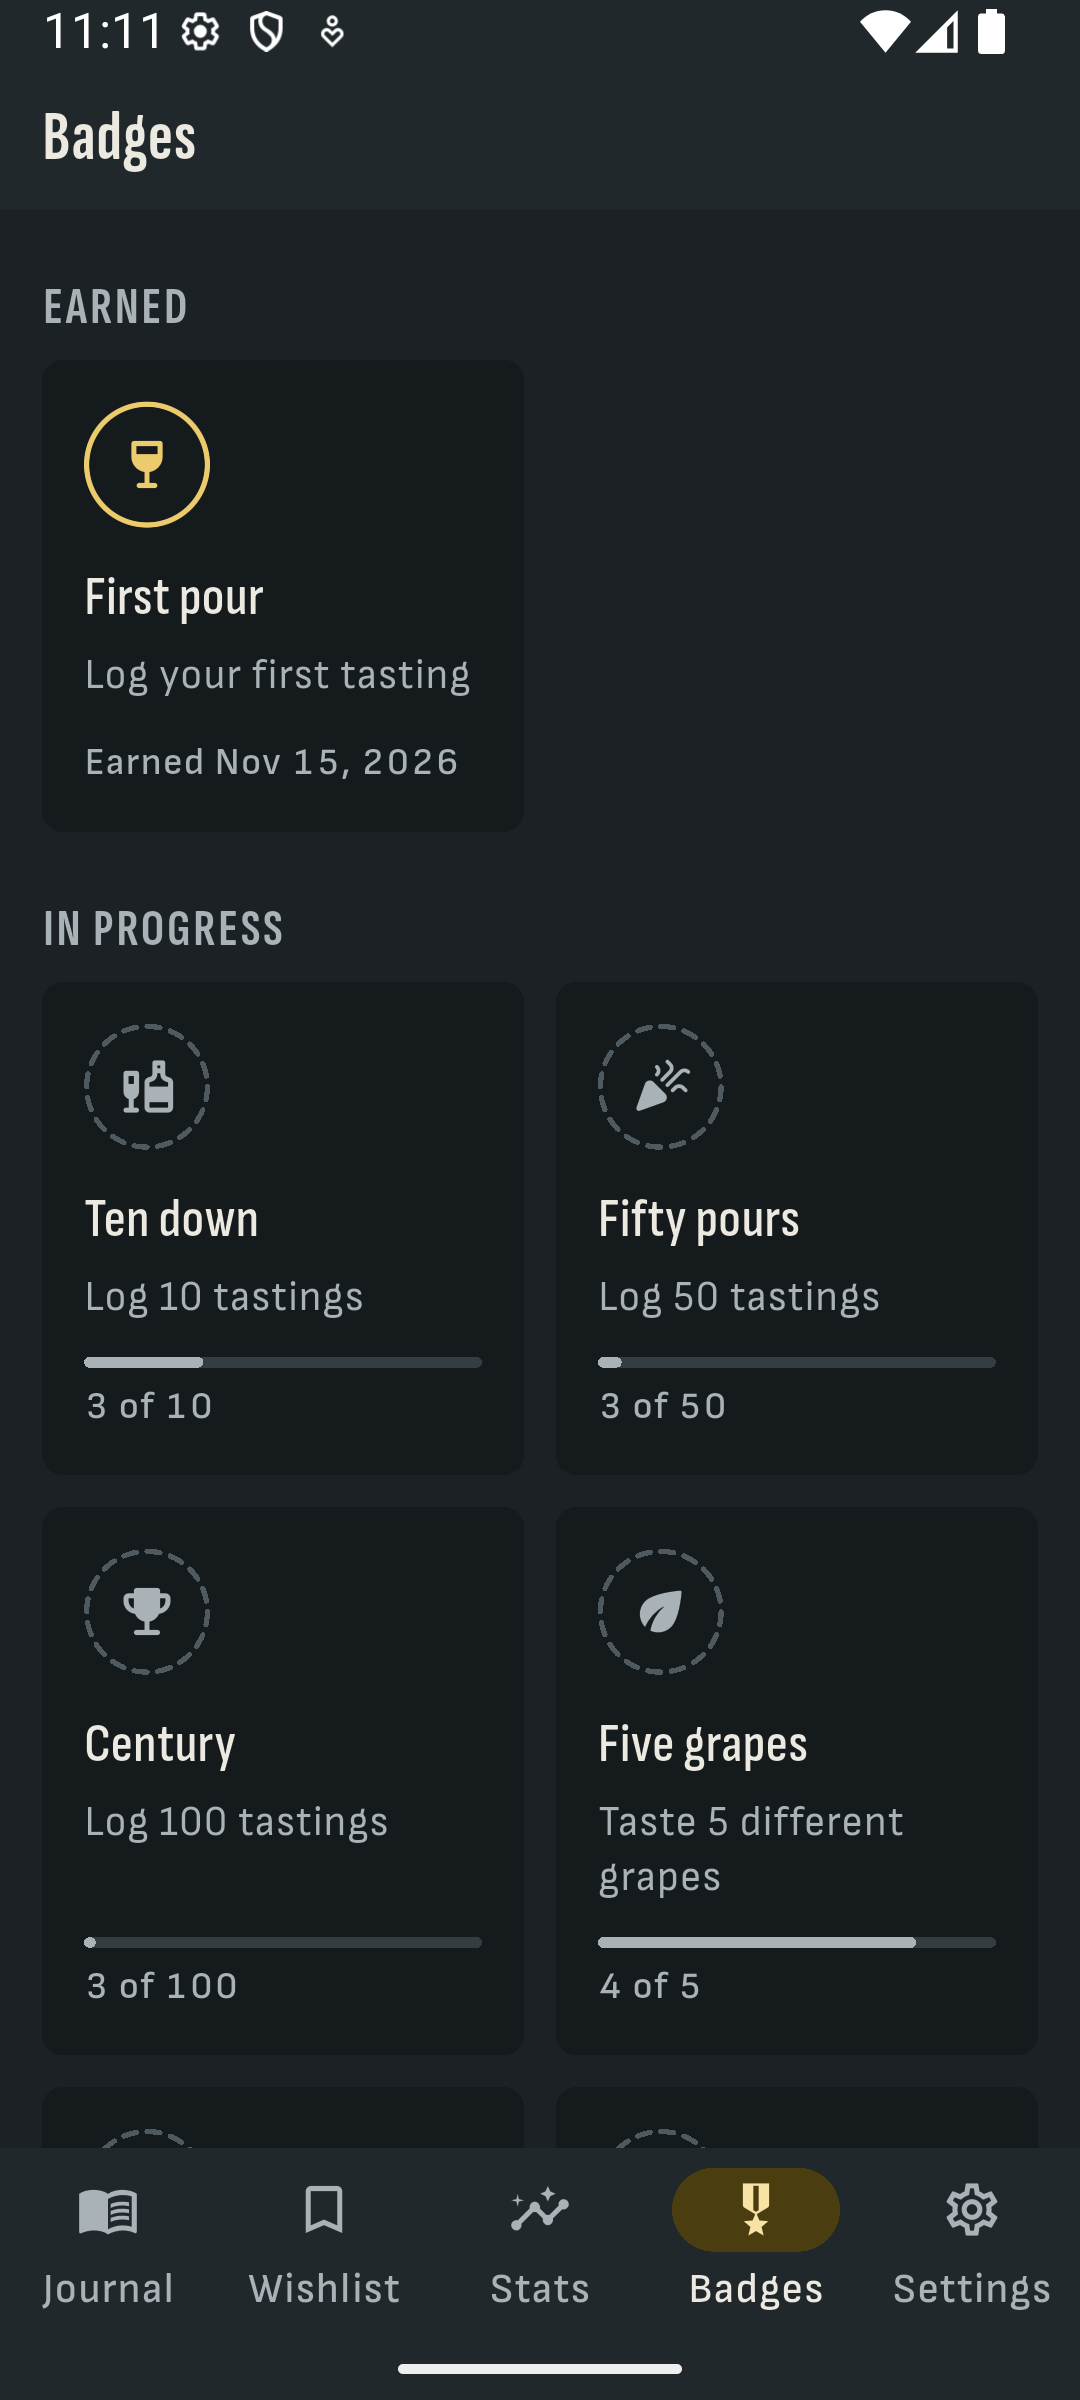 11:11
Badges
EARNED
First pour
Log your first tasting
Earned Nov 15, 2026
IN PROGRESS
Ten down
Log 10 tastings
3 of 10
Fifty pours
Log 50 tastings
3 of 50
Century
Log 100 tastings
3 of 100
Five grapes
Taste 5 different
grapes
4 of 5
Journal
Wishlist
Stats
Badges
Settings